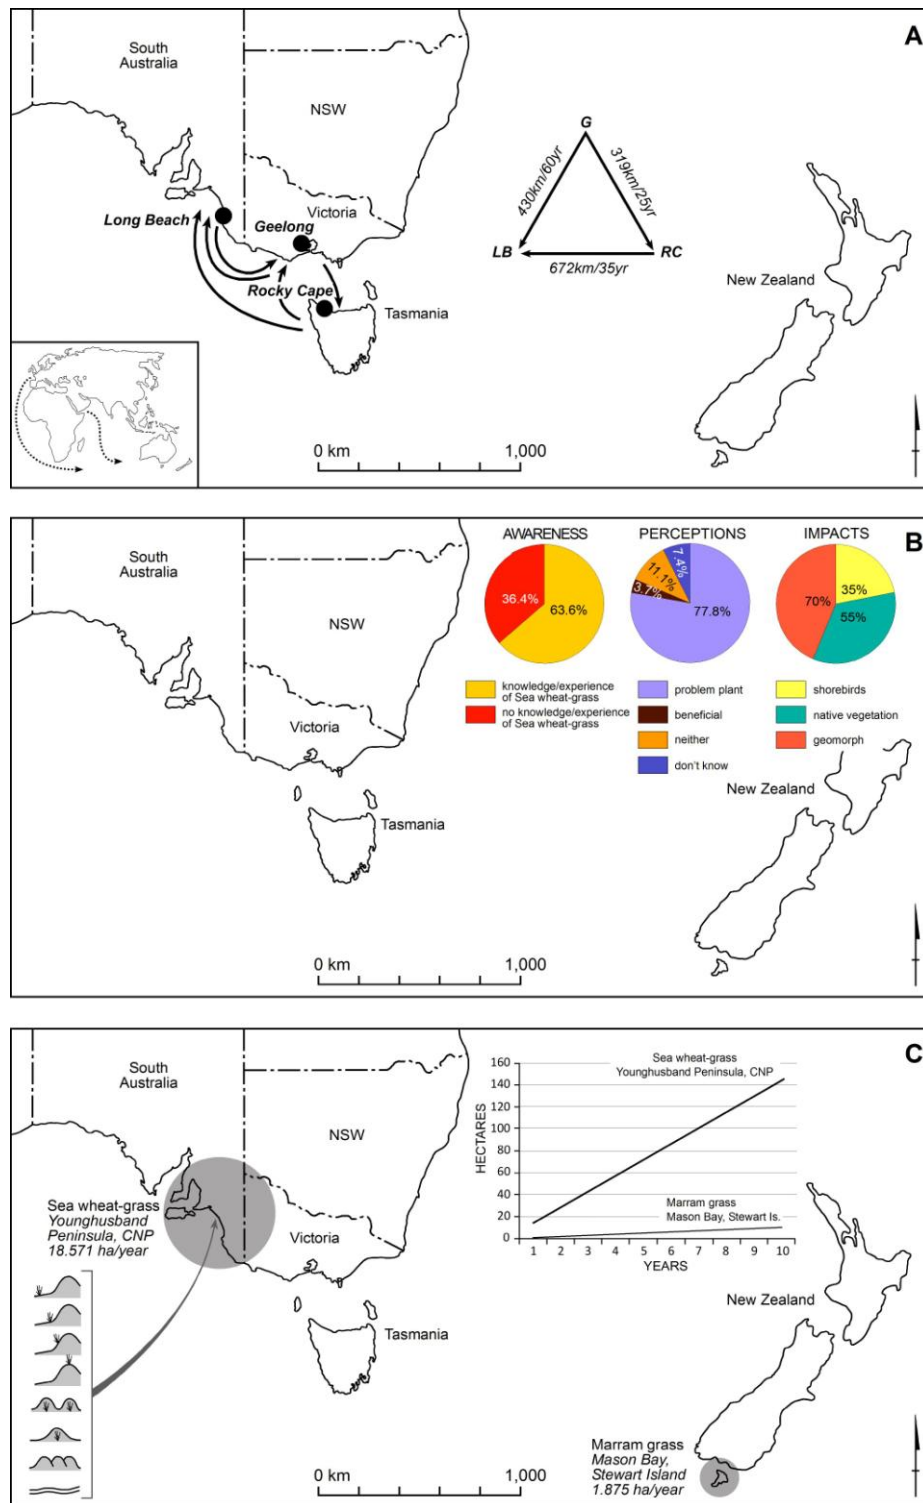 A
South
Australia
NSW
Victoria
Long Beach
Geelong
Rocky Cape
Tasmania
G
430km/60yr
319km/25yr
LB
RC
672km/35yr
New Zealand
0 km
1,000
B
South
Australia
NSW
Victoria
Tasmania
AWARENESS
36.4%
63.6%
knowledge/experience
of Sea wheat-grass
no knowledge/experience
of Sea wheat-grass
PERCEPTIONS
7.4%
11.1%
3.7%
77.8%
problem plant
beneficial
neither
don't know
IMPACTS
70%
35%
55%
shorebirds
native vegetation
geomorph
New Zealand
0 km
1,000
C
South
Australia
NSW
Victoria
Tasmania
Sea wheat-grass
Younghusband
Peninsula, CNP
18.571 ha/year
160
140
120
100
80
60
40
20
0
HECTARES
Sea wheat-grass
Younghusband Peninsula, CNP
Marram grass
Mason Bay, Stewart Is.
1 2 3 4 5 6 7 8 9 10
YEARS
New Zealand
Marram grass
Mason Bay,
Stewart Island
1.875 ha/year
0 km
1,000